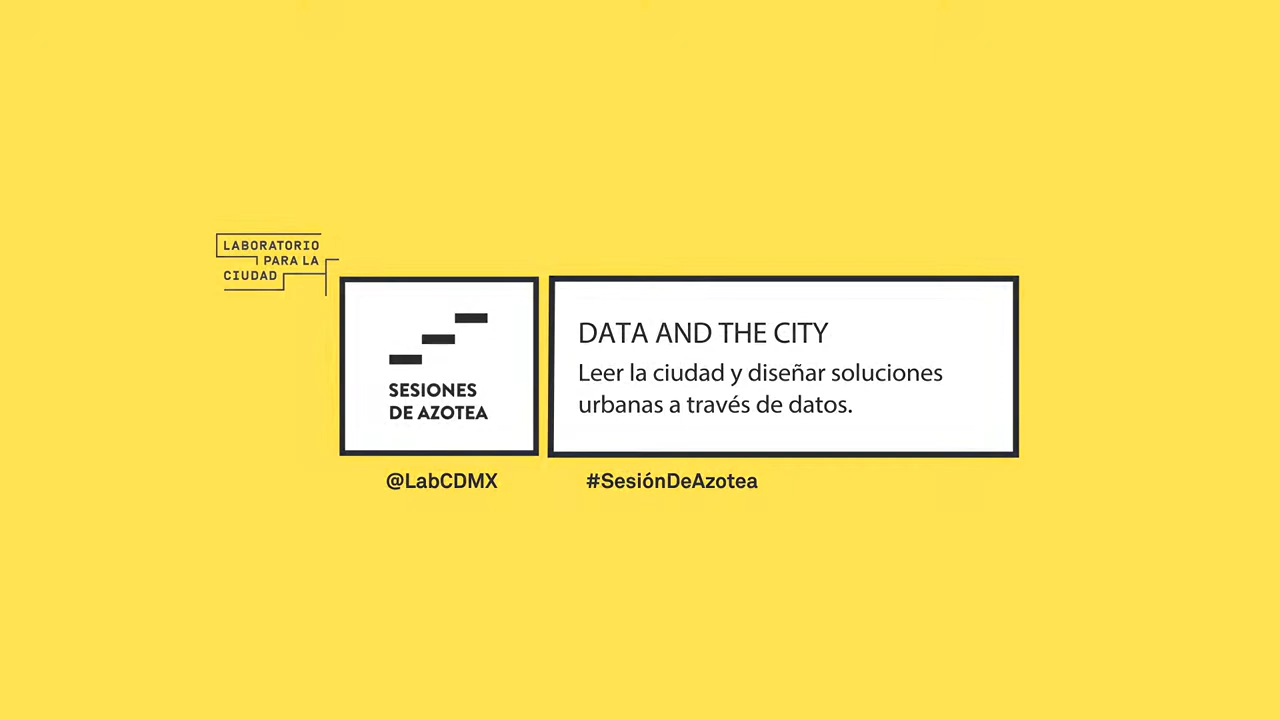 LABORATORIO
PARA LA
CIUDAD
SESIONES
DE AZOTEA
DATA AND THE CITY
Leer la ciudad y diseñar soluciones
urbanas a través de datos.
@LabCDMX
#SesiónDeAzotea